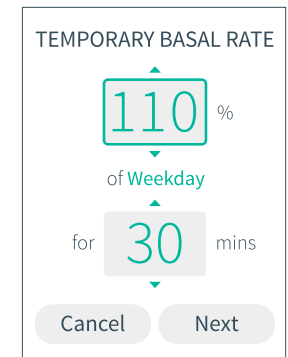 TEMPORARY BASAL RATE
110 %
of Weekday
for 30 mins
Cancel Next